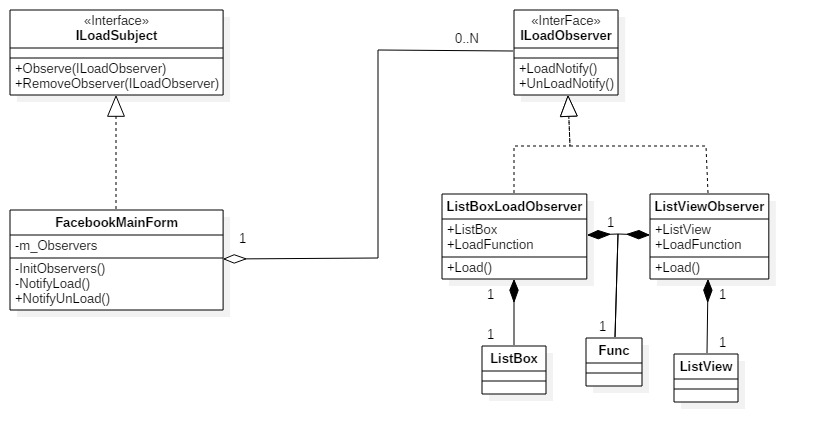 «Interface»
ILoadSubject
+Observe(ILoadObserver)
+RemoveObserver(ILoadObserver)
0..N
«InterFace»
ILoadObserver
+LoadNotify()
+UnLoadNotify()
FacebookMainForm
-m_Observers
-InitObservers()
-NotifyLoad()
+NotifyUnLoad()
1
ListBoxLoadObserver
+ListBox
+LoadFunction
+Load()
1
ListViewObserver
+ListView
+LoadFunction
+Load()
1
1
ListBox
1
Func
1
1
ListView